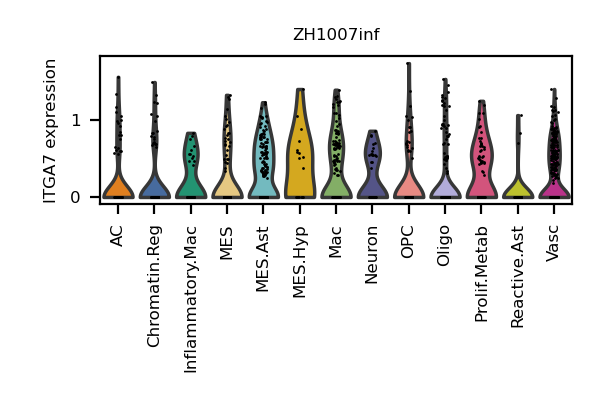 ZH1007inf
ITGA7 expression
1
0
AC
Chromatin.Reg
Inflammatory.Mac
MES
MES.Ast
MES.Hyp
Mac
Neuron
OPC
Oligo
Prolif.Metab
Reactive.Ast
Vasc